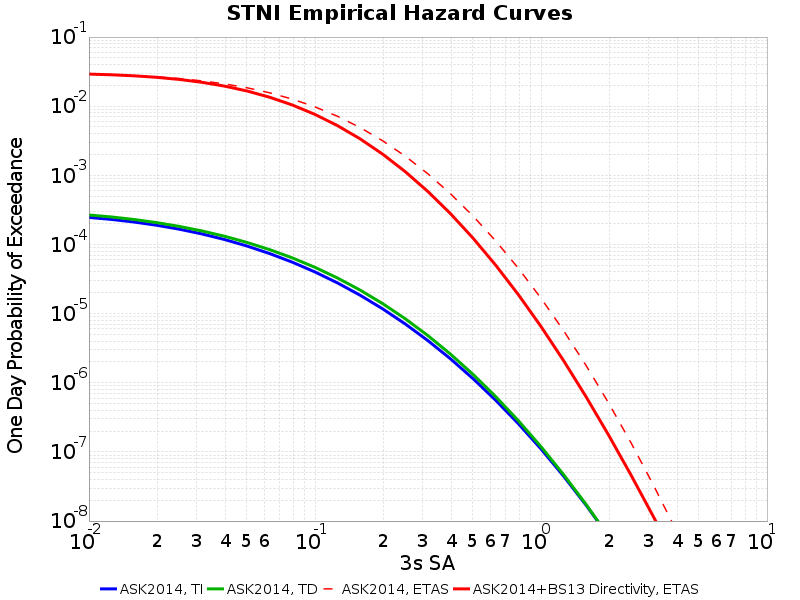 STNI Empirical Hazard Curves
One Day Probability of Exceedance
10^-1
10^-2
10^-3
10^-4
10^-5
10^-6
10^-7
10^-8
10^-2 2 3 4 5 6 10^-1 2 3 4 5 6 7 10^0 2 3 4 5 6 7 10^1
3s SA
ASK2014, TI ASK2014, TD ASK2014, ETAS ASK2014+BS13 Directivity, ETAS